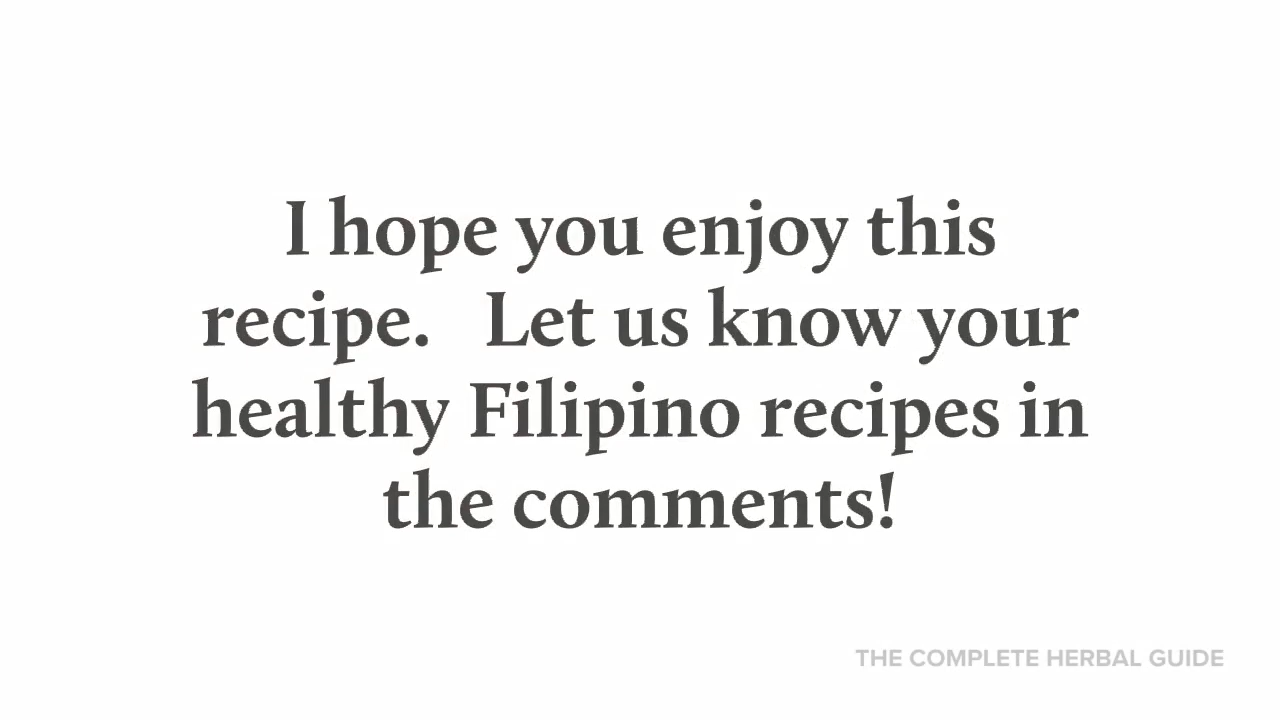 I hope you enjoy this
recipe.   Let us know your
healthy Filipino recipes in
the comments!
THE COMPLETE HERBAL GUIDE